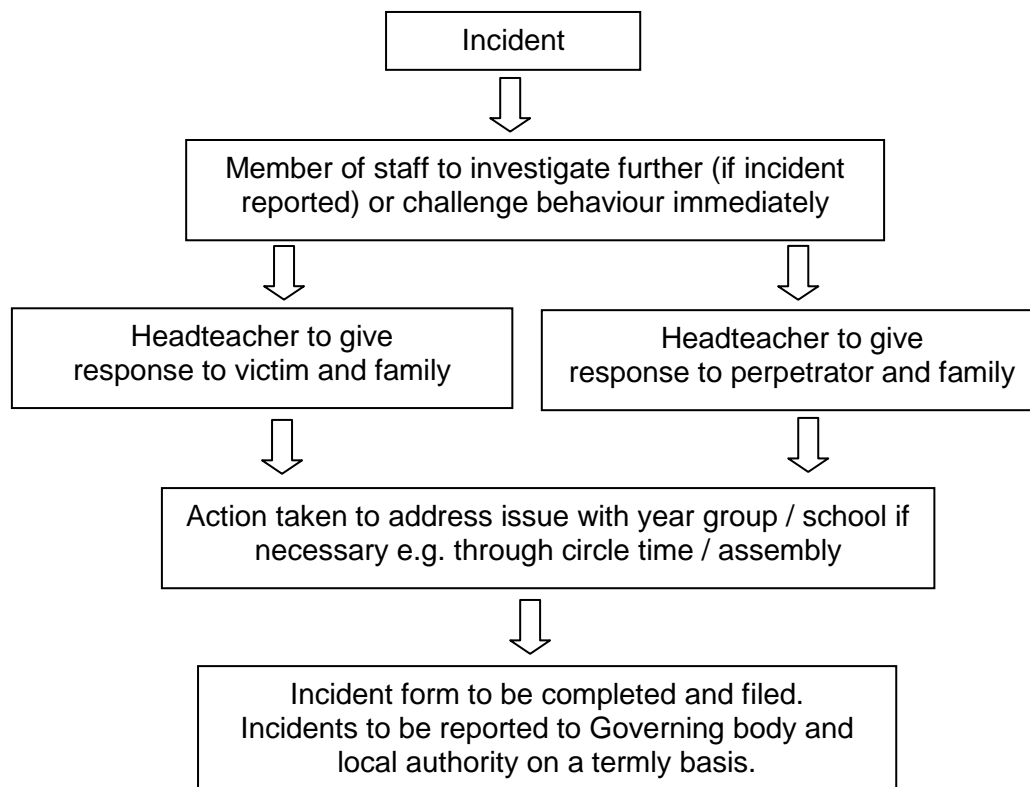 Incident
Member of staff to investigate further (if incident
reported) or challenge behaviour immediately
Headteacher to give
response to victim and family
Headteacher to give
response to perpetrator and family
Action taken to address issue with year group / school if
necessary e.g. through circle time / assembly
Incident form to be completed and filed.
Incidents to be reported to Governing body and
local authority on a termly basis.